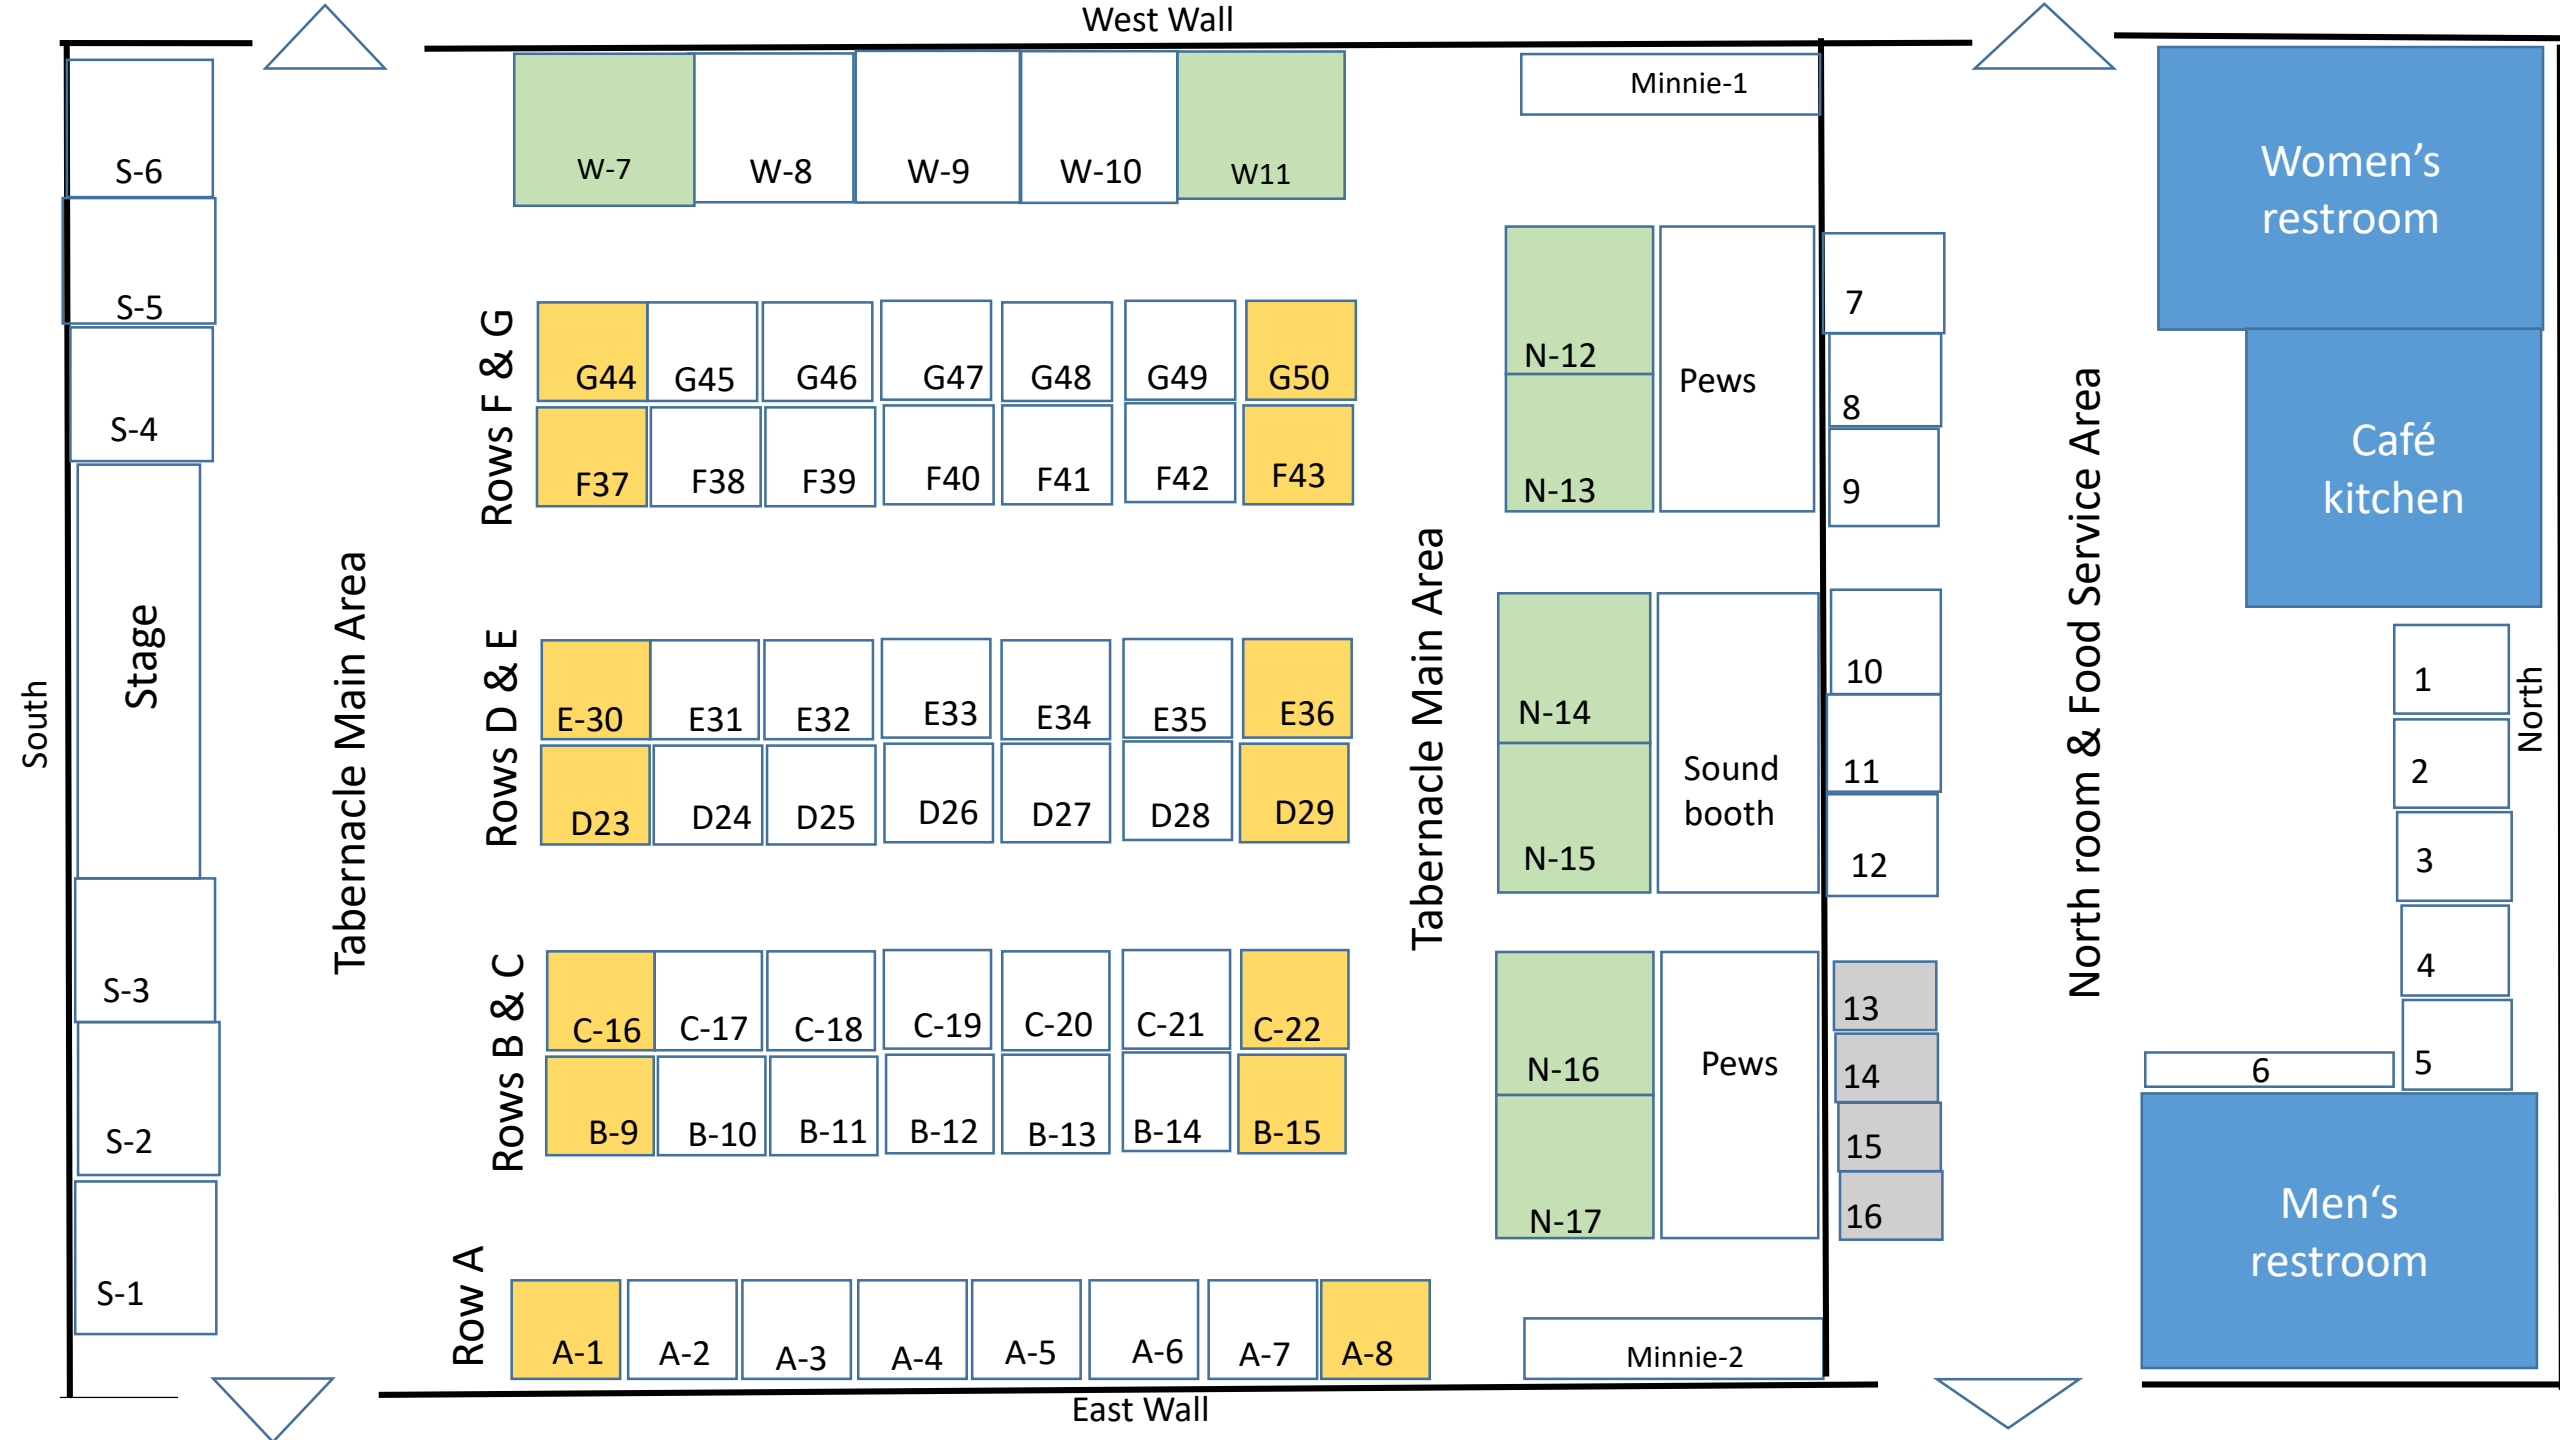 West Wall
Minnie-1
S-6
W-7
W-8
W-9
W-10
W11
Women’s
restroom
S-5
S-4
Rows F & G
G44
G45
G46
G47
G48
G49
G50
F37
F38
F39
F40
F41
F42
F43
N-12
N-13
Pews
7
8
9
Café
kitchen
South
Stage
Tabernacle Main Area
Rows D & E
E-30
E31
E32
E33
E34
E35
E36
D23
D24
D25
D26
D27
D28
D29
Tabernacle Main Area
N-14
N-15
Sound
booth
10
11
12
North room & Food Service Area
1
2
3
4
5
6
North
S-3
S-2
S-1
Rows B & C
C-16
C-17
C-18
C-19
C-20
C-21
C-22
B-9
B-10
B-11
B-12
B-13
B-14
B-15
N-16
N-17
Pews
13
14
15
16
Men‘s
restroom
Row A
A-1
A-2
A-3
A-4
A-5
A-6
A-7
A-8
Minnie-2
East Wall